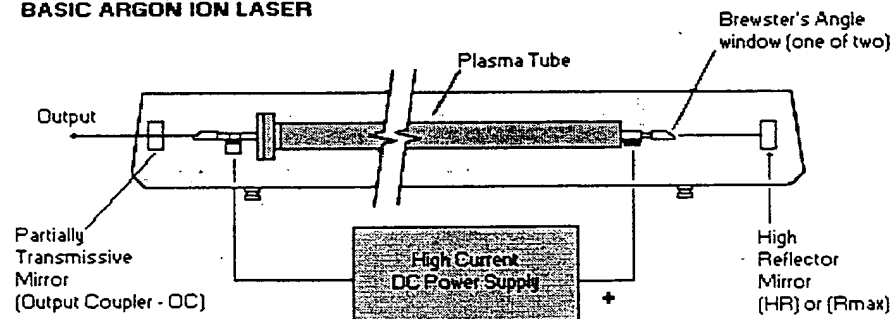 BASIC ARGON ION LASER
Brewster's Angle
window (one of two)
Plasma Tube
Output
Partially
Transmissive
Mirror
(Output Coupler - OC)
High Current
DC Power Supply
+
High
Reflector
Mirror
(HR) or (Rmax)